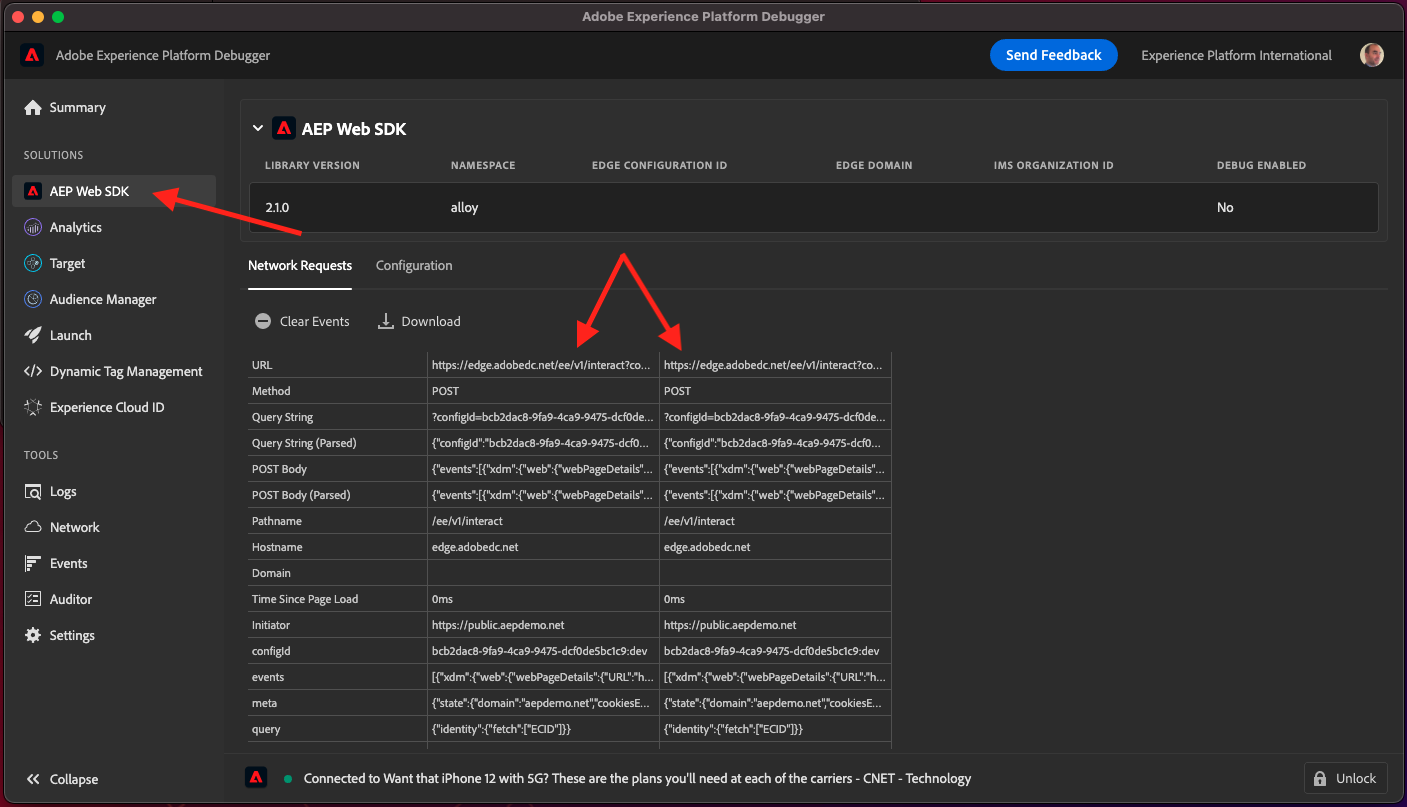 Adobe Experience Platform Debugger
Adobe Experience Platform Debugger
Send Feedback
Experience Platform International
Summary
SOLUTIONS
AEP Web SDK
Analytics
Target
Audience Manager
Launch
Dynamic Tag Management
Experience Cloud ID
TOOLS
Logs
Network
Events
Auditor
Settings
Collapse
AEP Web SDK
LIBRARY VERSION NAMESPACE EDGE CONFIGURATION ID EDGE DOMAIN IMS ORGANIZATION ID DEBUG ENABLED
2.1.0 alloy No
Network Requests Configuration
Clear Events Download
URL https://edge.adobedc.net/ee/v1/interact?co... https://edge.adobedc.net/ee/v1/interact?co...
Method POST POST
Query String ?configId=bcb2dac8-9fa9-4ca9-9475-dcf0de... ?configId=bcb2dac8-9fa9-4ca9-9475-dcf0de...
Query String (Parsed) {"configId":"bcb2dac8-9fa9-4ca9-9475-dcf0... {"configId":"bcb2dac8-9fa9-4ca9-9475-dcf0...
POST Body {"events":[{"xdm":{"web":{"webPageDetails"... {"events":[{"xdm":{"web":{"webPageDetails"...
POST Body (Parsed) {"events":[{"xdm":{"web":{"webPageDetails"... {"events":[{"xdm":{"web":{"webPageDetails"...
Pathname /ee/v1/interact /ee/v1/interact
Hostname edge.adobedc.net edge.adobedc.net
Domain
Time Since Page Load 0ms 0ms
Initiator https://public.aepdemo.net https://public.aepdemo.net
configId bcb2dac8-9fa9-4ca9-9475-dcf0de5bc1c9:dev bcb2dac8-9fa9-4ca9-9475-dcf0de5bc1c9:dev
events [{"xdm":{"web":{"webPageDetails":{"URL":"h... [{"xdm":{"web":{"webPageDetails":{"URL":"h...
meta {"state":{"domain":"aepdemo.net","cookiesE... {"state":{"domain":"aepdemo.net","cookiesE...
query {"identity":{"fetch":["ECID"]}} {"identity":{"fetch":["ECID"]}}
Connected to Want that iPhone 12 with 5G? These are the plans you'll need at each of the carriers - CNET - Technology
Unlock